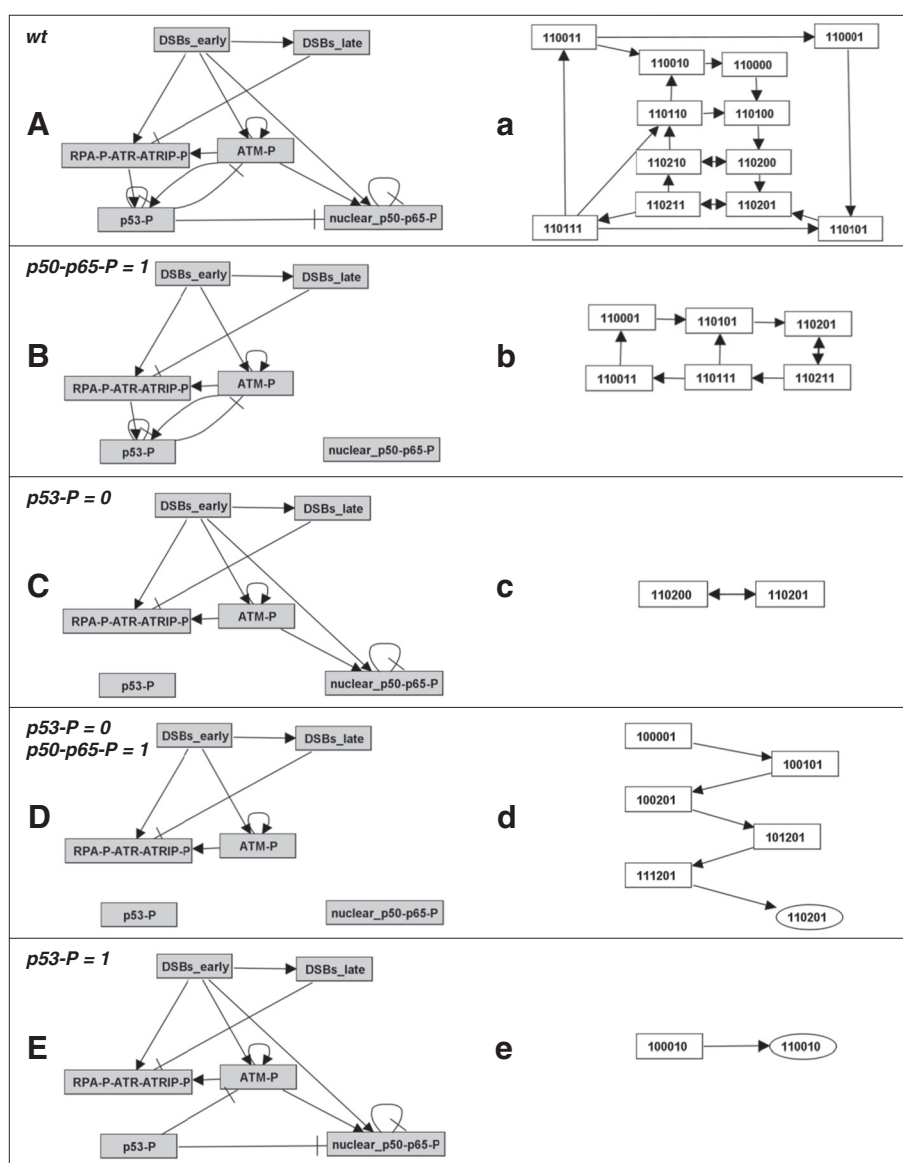 wt
DSBs_early
DSBs_late
A
RPA-P-ATR-ATRIP-P
ATM-P
p53-P
nuclear_p50-p65-P
a
110011
110001
110010
110000
110110
110100
110210
110200
110211
110201
110111
110101
p50-p65-P = 1
DSBs_early
DSBs_late
B
RPA-P-ATR-ATRIP-P
ATM-P
p53-P
nuclear_p50-p65-P
b
110001
110101
110201
110011
110111
110211
p53-P = 0
DSBs_early
DSBs_late
C
RPA-P-ATR-ATRIP-P
ATM-P
p53-P
nuclear_p50-p65-P
c
110200
110201
p53-P = 0
p50-p65-P = 1
DSBs_early
DSBs_late
D
RPA-P-ATR-ATRIP-P
ATM-P
p53-P
nuclear_p50-p65-P
d
100001
100101
100201
101201
111201
110201
p53-P = 1
DSBs_early
DSBs_late
E
RPA-P-ATR-ATRIP-P
ATM-P
p53-P
nuclear_p50-p65-P
e
100010
110010